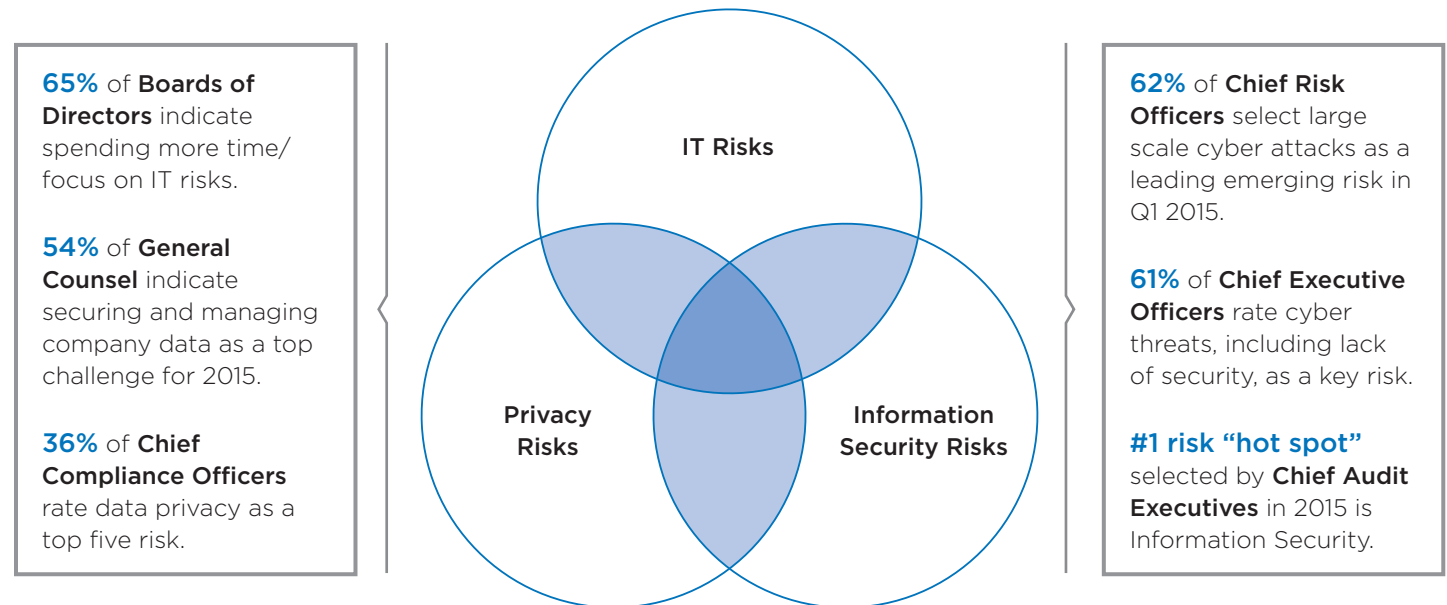 65% of Boards of
Directors indicate
spending more time/
focus on IT risks.
54% of General
Counsel indicate
securing and managing
company data as a top
challenge for 2015.
36% of Chief
Compliance Officers
rate data privacy as a
top five risk.
IT Risks
Privacy
Risks
Information
Security Risks
62% of Chief Risk
Officers select large
scale cyber attacks as a
leading emerging risk in
Q1 2015.
61% of Chief Executive
Officers rate cyber
threats, including lack
of security, as a key risk.
#1 risk “hot spot”
selected by Chief Audit
Executives in 2015 is
Information Security.